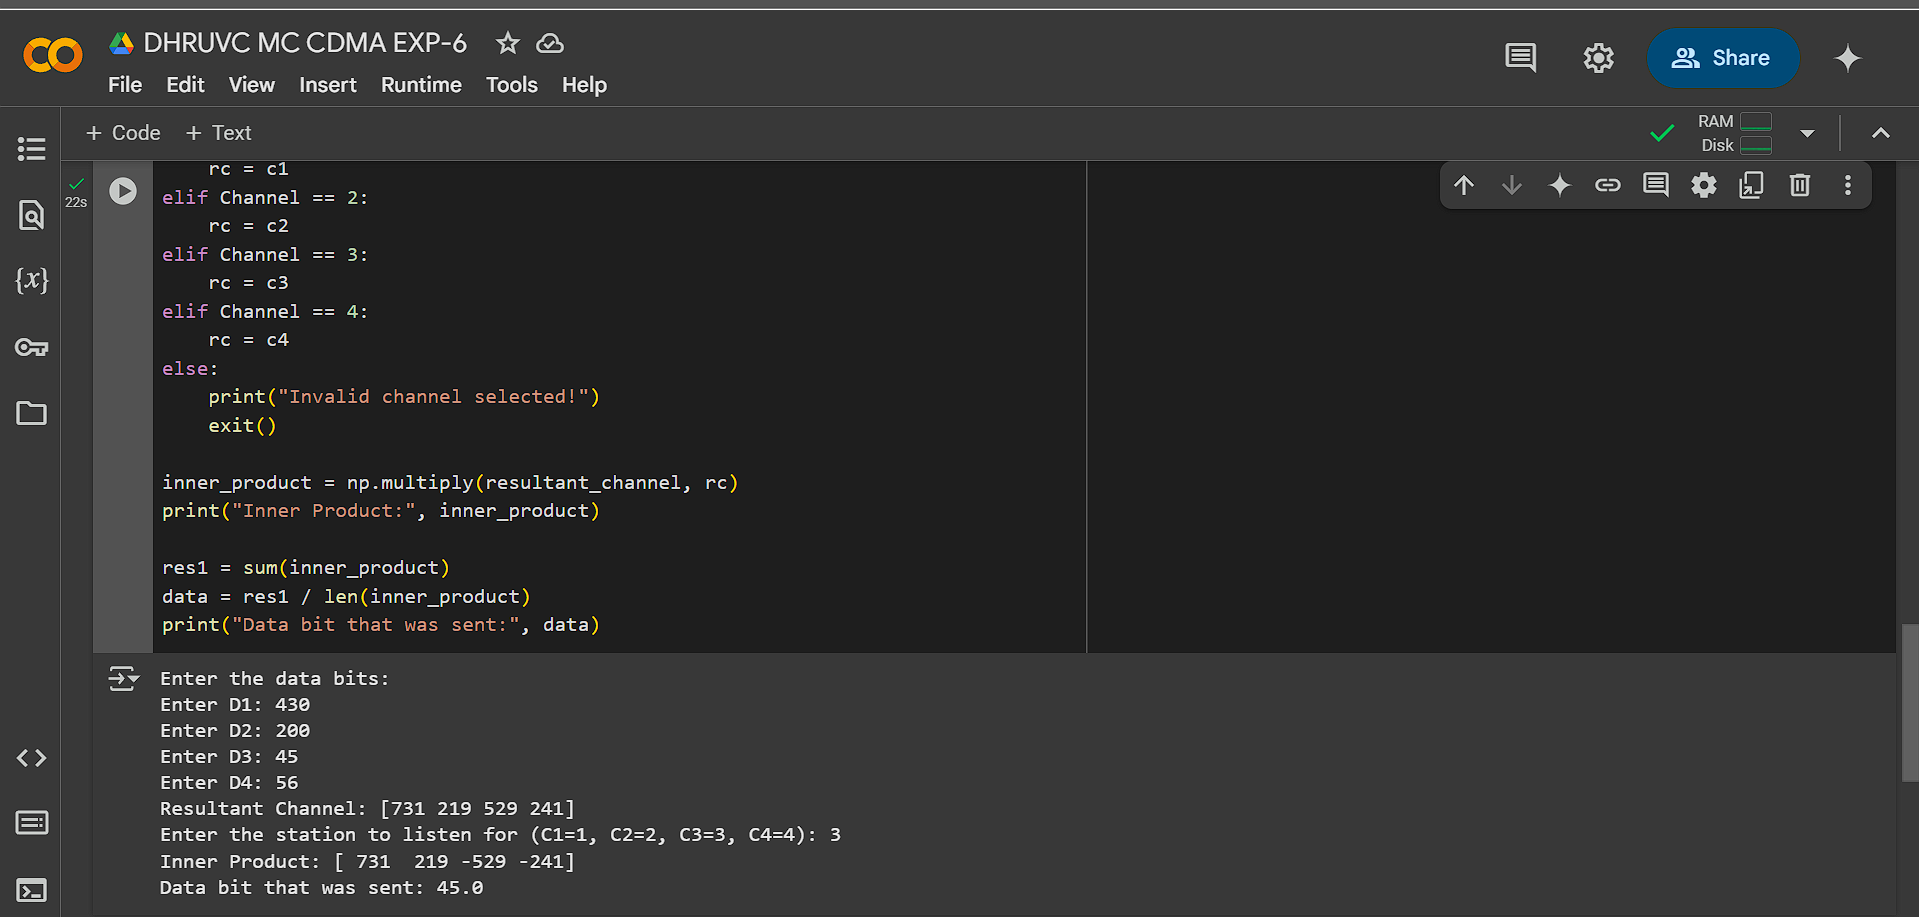 DHRUVC MC CDMA EXP-6
File Edit View Insert Runtime Tools Help
Share
+ Code + Text
RAM
Disk
22s
rc = c1
elif Channel == 2:
    rc = c2
elif Channel == 3:
    rc = c3
elif Channel == 4:
    rc = c4
else:
    print("Invalid channel selected!")
    exit()
inner_product = np.multiply(resultant_channel, rc)
print("Inner Product:", inner_product)
res1 = sum(inner_product)
data = res1 / len(inner_product)
print("Data bit that was sent:", data)
Enter the data bits:
Enter D1: 430
Enter D2: 200
Enter D3: 45
Enter D4: 56
Resultant Channel: [731 219 529 241]
Enter the station to listen for (C1=1, C2=2, C3=3, C4=4): 3
Inner Product: [ 731  219 -529 -241]
Data bit that was sent: 45.0